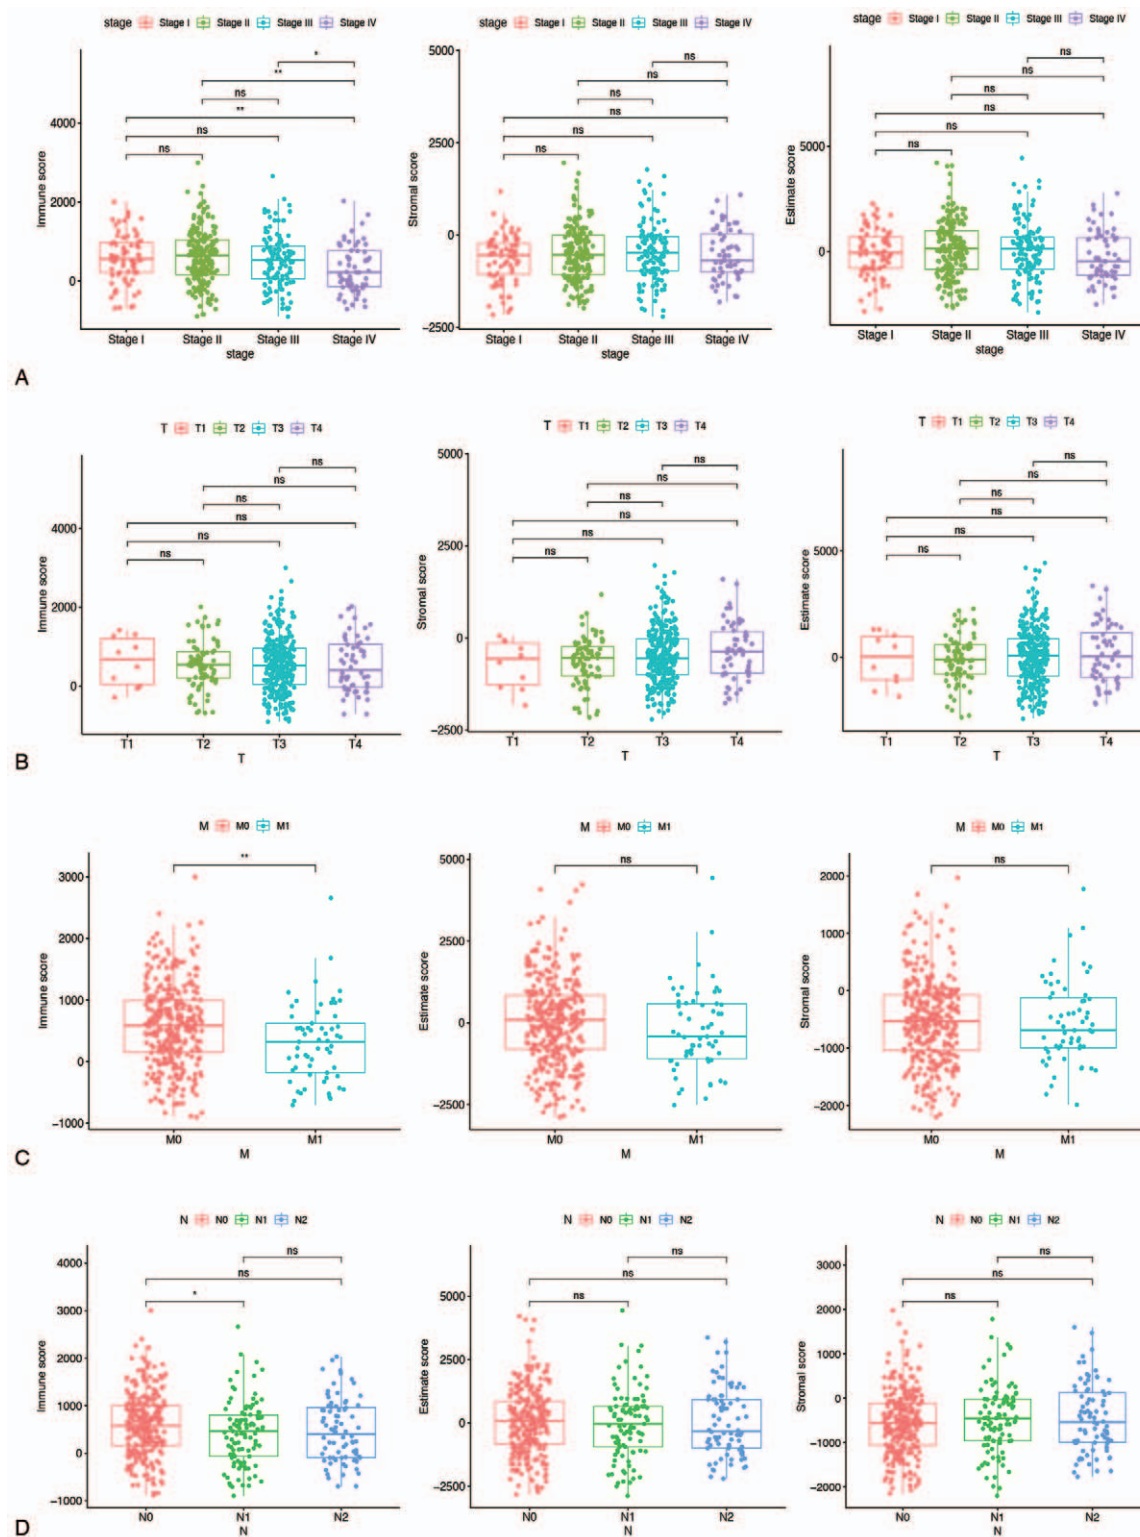 stage Stage I Stage II Stage III Stage IV
Immune score
4000
2000
0
*
**
ns
**
ns
ns
Stage I Stage II Stage III Stage IV
stage
stage Stage I Stage II Stage III Stage IV
Stromal score
5000
2500
0
−2500
ns
ns
ns
ns
ns
ns
Stage I Stage II Stage III Stage IV
stage
stage Stage I Stage II Stage III Stage IV
Estimate score
5000
0
ns
ns
ns
ns
ns
ns
Stage I Stage II Stage III Stage IV
stage
A
T T1 T2 T3 T4
Immune score
4000
2000
0
ns
ns
ns
ns
ns
ns
T1 T2 T3 T4
T
T T1 T2 T3 T4
Stromal score
5000
2500
0
−2500
ns
ns
ns
ns
ns
ns
T1 T2 T3 T4
T
T T1 T2 T3 T4
Estimate score
5000
0
ns
ns
ns
ns
ns
ns
T1 T2 T3 T4
T
B
M M0 M1
Immune score
3000
2000
1000
0
−1000
**
M0 M1
M
M M0 M1
Estimate score
5000
2500
0
−2500
ns
M0 M1
M
M M0 M1
Stromal score
2000
1000
0
−1000
−2000
ns
M0 M1
M
C
N N0 N1 N2
Immune score
4000
3000
2000
1000
0
−1000
ns
ns
*
N0 N1 N2
N
N N0 N1 N2
Estimate score
5000
2500
0
−2500
ns
ns
ns
N0 N1 N2
N
N N0 N1 N2
Stromal score
3000
2000
1000
0
−1000
−2000
ns
ns
ns
N0 N1 N2
N
D